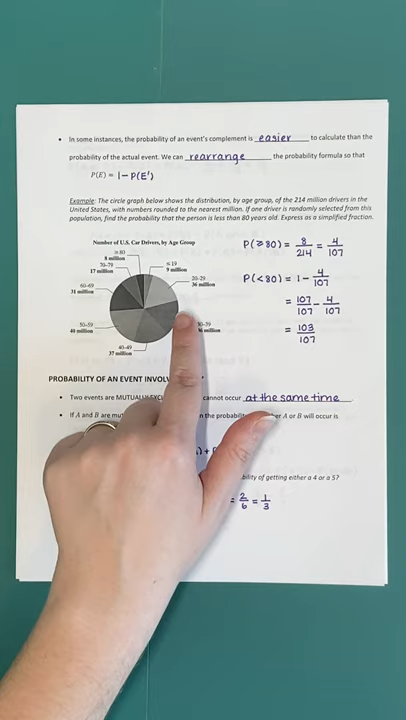 • In some instances, the probability of an event's complement is easier to calculate than the
probability of the actual event. We can rearrange the probability formula so that
P(E) = 1-P(E')
Example: The circle graph below shows the distribution, by age group, of the 214 million drivers in the
United States, with numbers rounded to the nearest million. If one driver is randomly selected from this
population, find the probability that the person is less than 80 years old. Express as a simplified fraction.
Number of U.S. Car Drivers, by Age Group
≥ 80
8 million
70–79
17 million
60–69
31 million
50–59
40 million
40–49
37 million
≤ 19
9 million
20–29
36 million
30–39
million
P(≥80) = 8/214 = 4/107
P(<80) = 1 - 4/107
= 107/107 - 4/107
= 103/107
PROBABILITY OF AN EVENT INVOL
• Two events are MUTUALLY EXCL cannot occur at the same time.
• If A and B are mut n the probabili er A or B will occur is
bility of getting either a 4 or a 5?
= 2/6 = 1/3